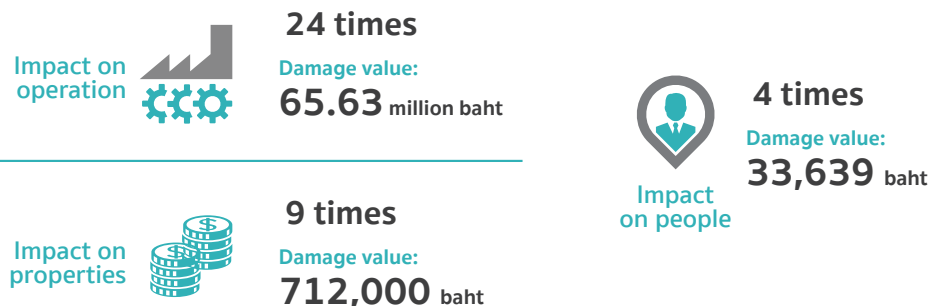 Impact on
operation
24 times
Damage value:
65.63 million baht
Impact on
properties
9 times
Damage value:
712,000 baht
Impact
on people
4 times
Damage value:
33,639 baht